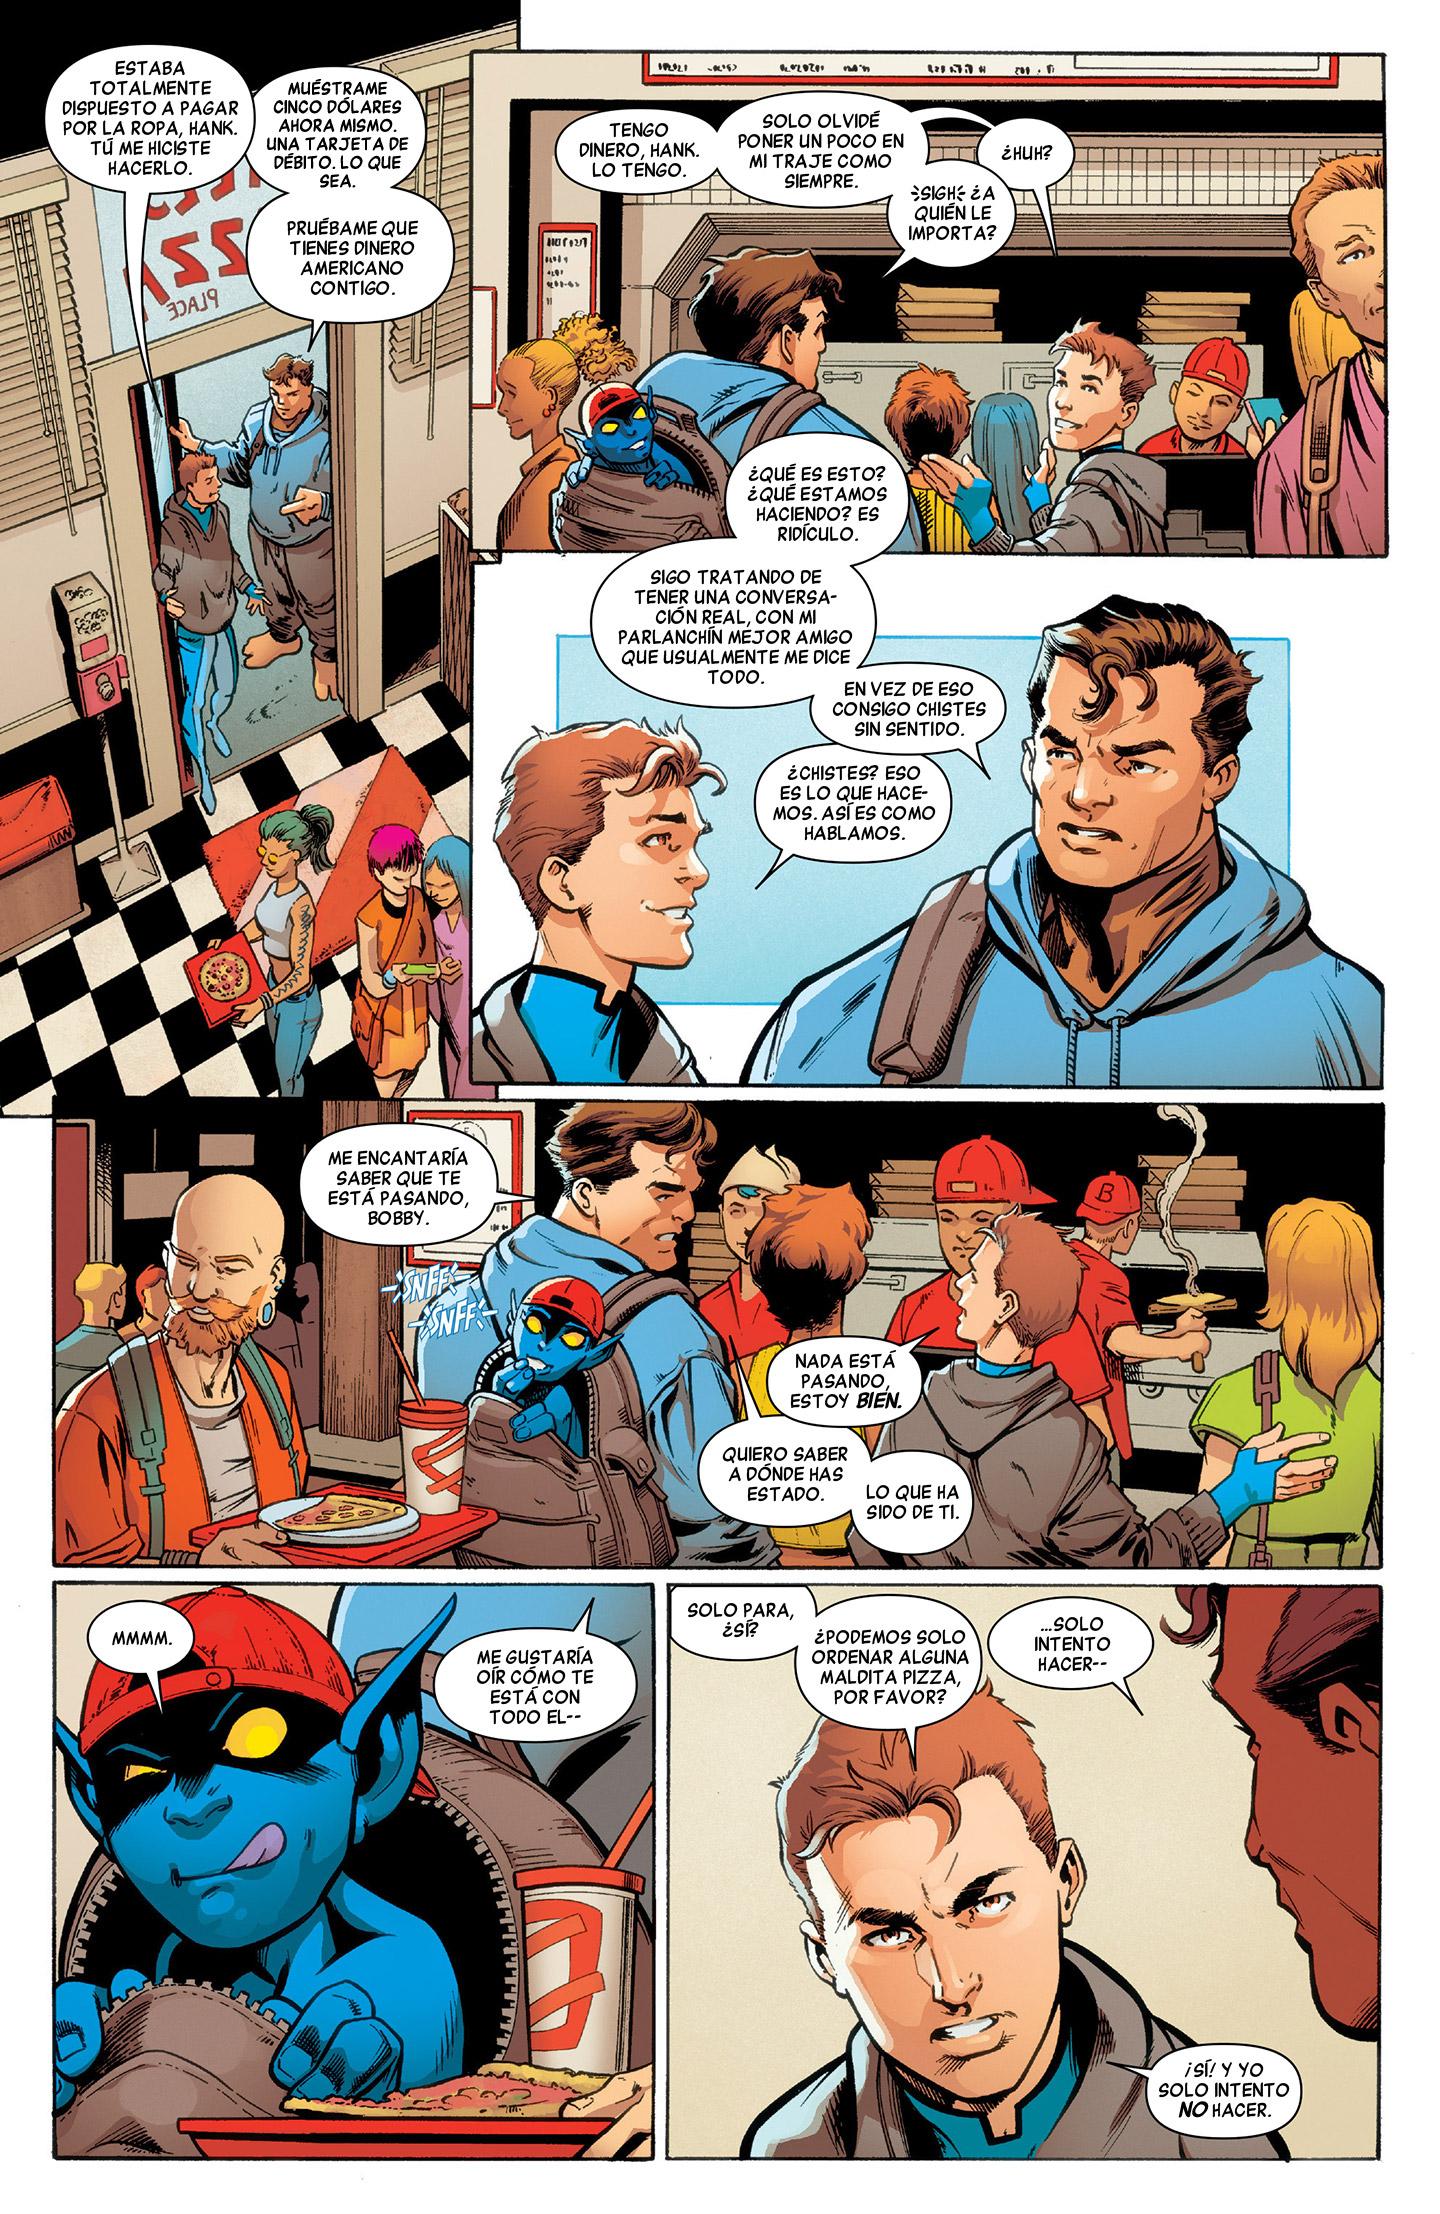 ESTABA
TOTALMENTE
DISPUESTO A PAGAR
POR LA ROPA, HANK.
TÚ ME HICISTE
HACERLO.
MUÉSTRAME
CINCO DÓLARES
AHORA MISMO.
UNA TARJETA DE
DÉBITO. LO QUE
SEA.
PRUÉBAME QUE
TIENES DINERO
AMERICANO
CONTIGO.
PLACE
TENGO
DINERO, HANK.
LO TENGO.
SOLO OLVIDÉ
PONER UN POCO EN
MI TRAJE COMO
SIEMPRE.
¿HUH?
SIGH ¿A
QUIÉN LE
IMPORTA?
¿QUÉ ES ESTO?
¿QUÉ ESTAMOS
HACIENDO? ES
RIDÍCULO.
SIGO TRATANDO DE
TENER UNA CONVERSA-
CIÓN REAL, CON MI
PARLANCHÍN MEJOR AMIGO
QUE USUALMENTE ME DICE
TODO.
EN VEZ DE ESO
CONSIGO CHISTES
SIN SENTIDO.
¿CHISTES? ESO
ES LO QUE HACE-
MOS. ASÍ ES COMO
HABLAMOS.
ME ENCANTARÍA
SABER QUE TE
ESTÁ PASANDO,
BOBBY.
SNFF
SNFF
B
NADA ESTÁ
PASANDO,
ESTOY BIEN.
QUIERO SABER
A DÓNDE HAS
ESTADO.
LO QUE HA
SIDO DE TI.
MMMM.
ME GUSTARÍA
OÍR CÓMO TE
ESTÁ CON
TODO EL--
SOLO PARA,
¿SÍ?
¿PODEMOS SOLO
ORDENAR ALGUNA
MALDITA PIZZA,
POR FAVOR?
...SOLO
INTENTO
HACER--
¡SÍ! Y YO
SOLO INTENTO
NO HACER.